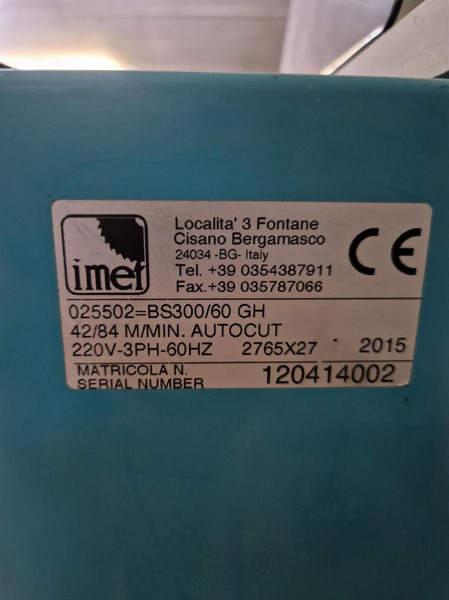 imet
Localita' 3 Fontane
Cisano Bergamasco
24034 -BG- Italy
Tel. +39 0354387911
Fax.+39 035787066
CE
025502=BS300/60 GH
42/84 M/MIN. AUTOCUT
220V-3PH-60HZ 2765X27 2015
MATRICOLA N.
SERIAL NUMBER 120414002